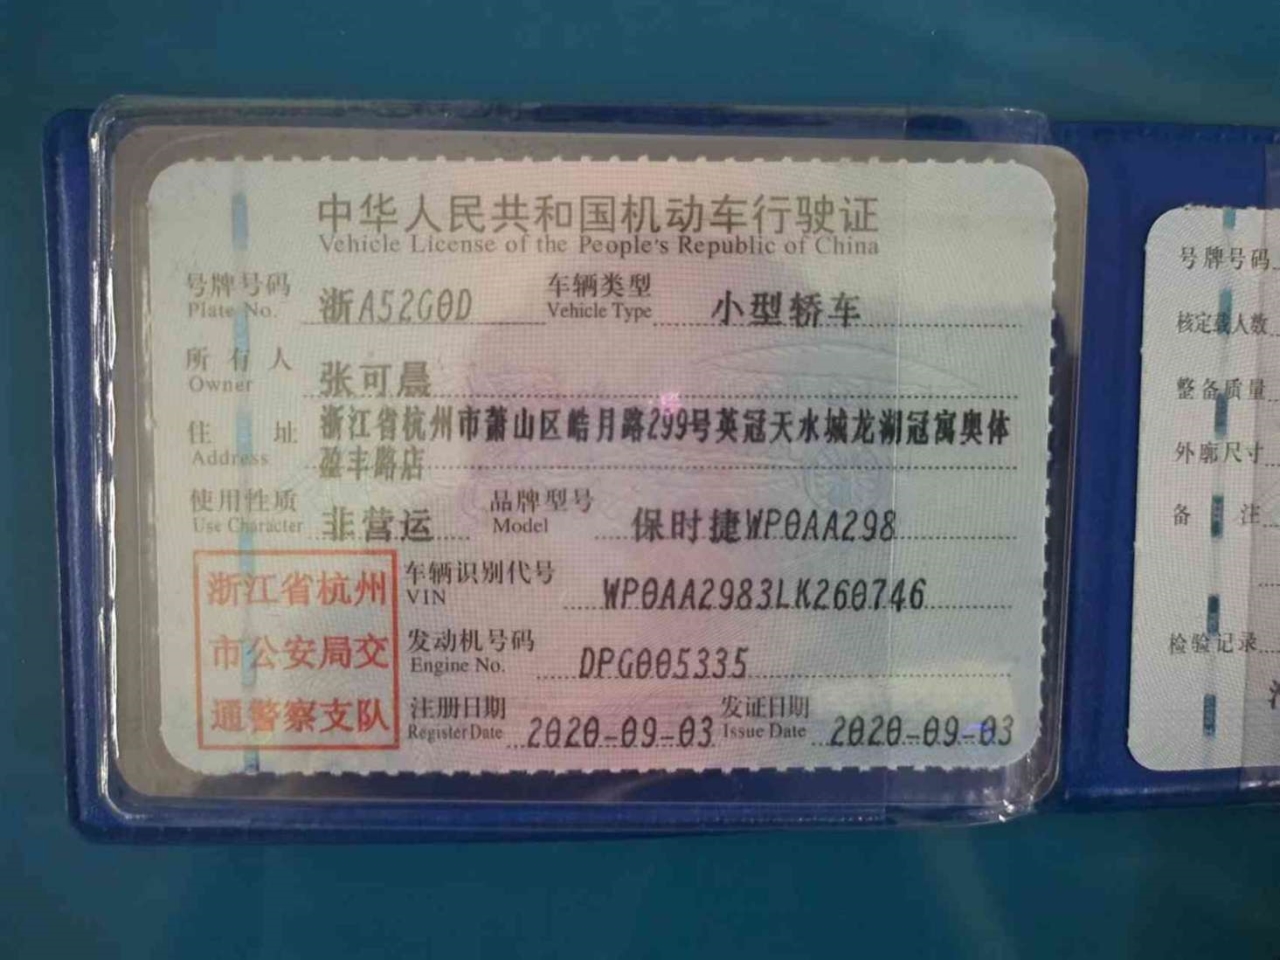 中华人民共和国机动车行驶证
Vehicle License of the People's Republic of China
号牌号码 浙A52G0D 车辆类型 小型轿车
Plate No. Vehicle Type
所有人 张可晨
Owner
住址 浙江省杭州市萧山区皓月路299号英冠天水城龙湖冠寓奥体
Address 盈丰路店
使用性质 非营运 品牌型号 保时捷WP0AA298
Use Character Model
浙江省杭州
市公安局交
通警察支队
车辆识别代号 WP0AA2983LK260746
VIN
发动机号码 DPG005335
Engine No.
注册日期 2020-09-03 发证日期 2020-09-03
Register Date Issue Date
号牌号码
核定载人数
整备质量
外廓尺寸
备注
检验记录